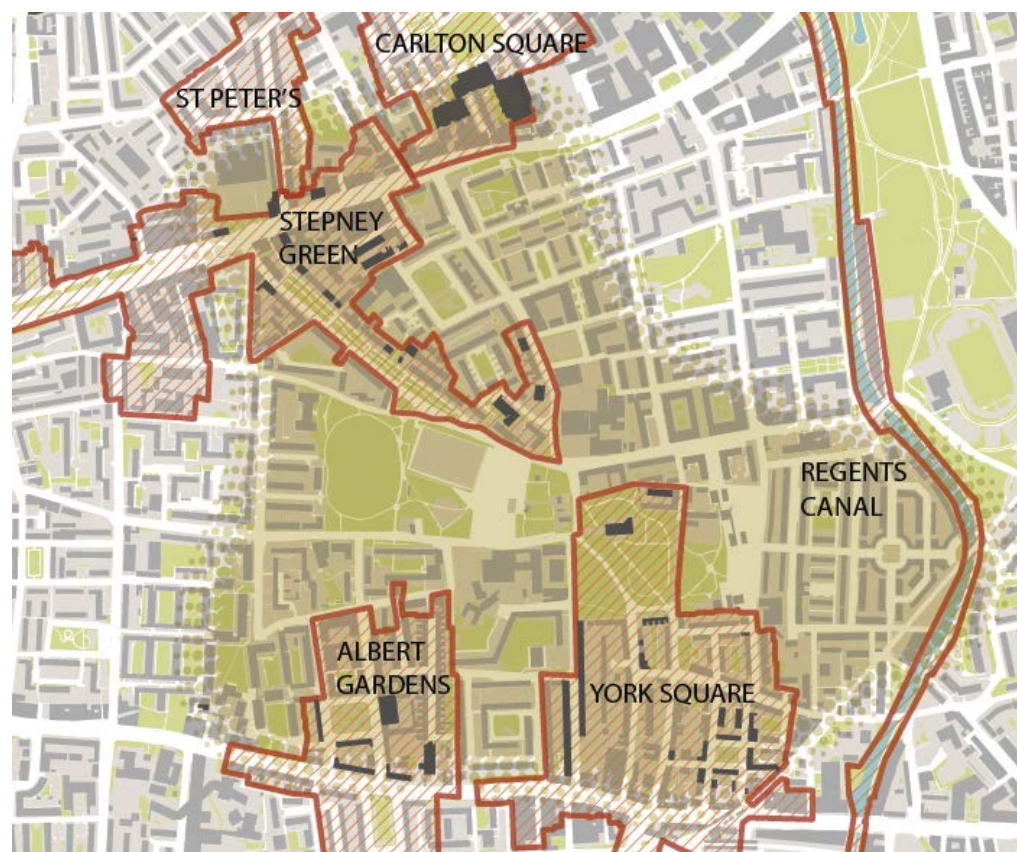 CARLTON SQUARE
ST PETER'S
STEPNEY
GREEN
REGENTS
CANAL
ALBERT
GARDENS
YORK SQUARE